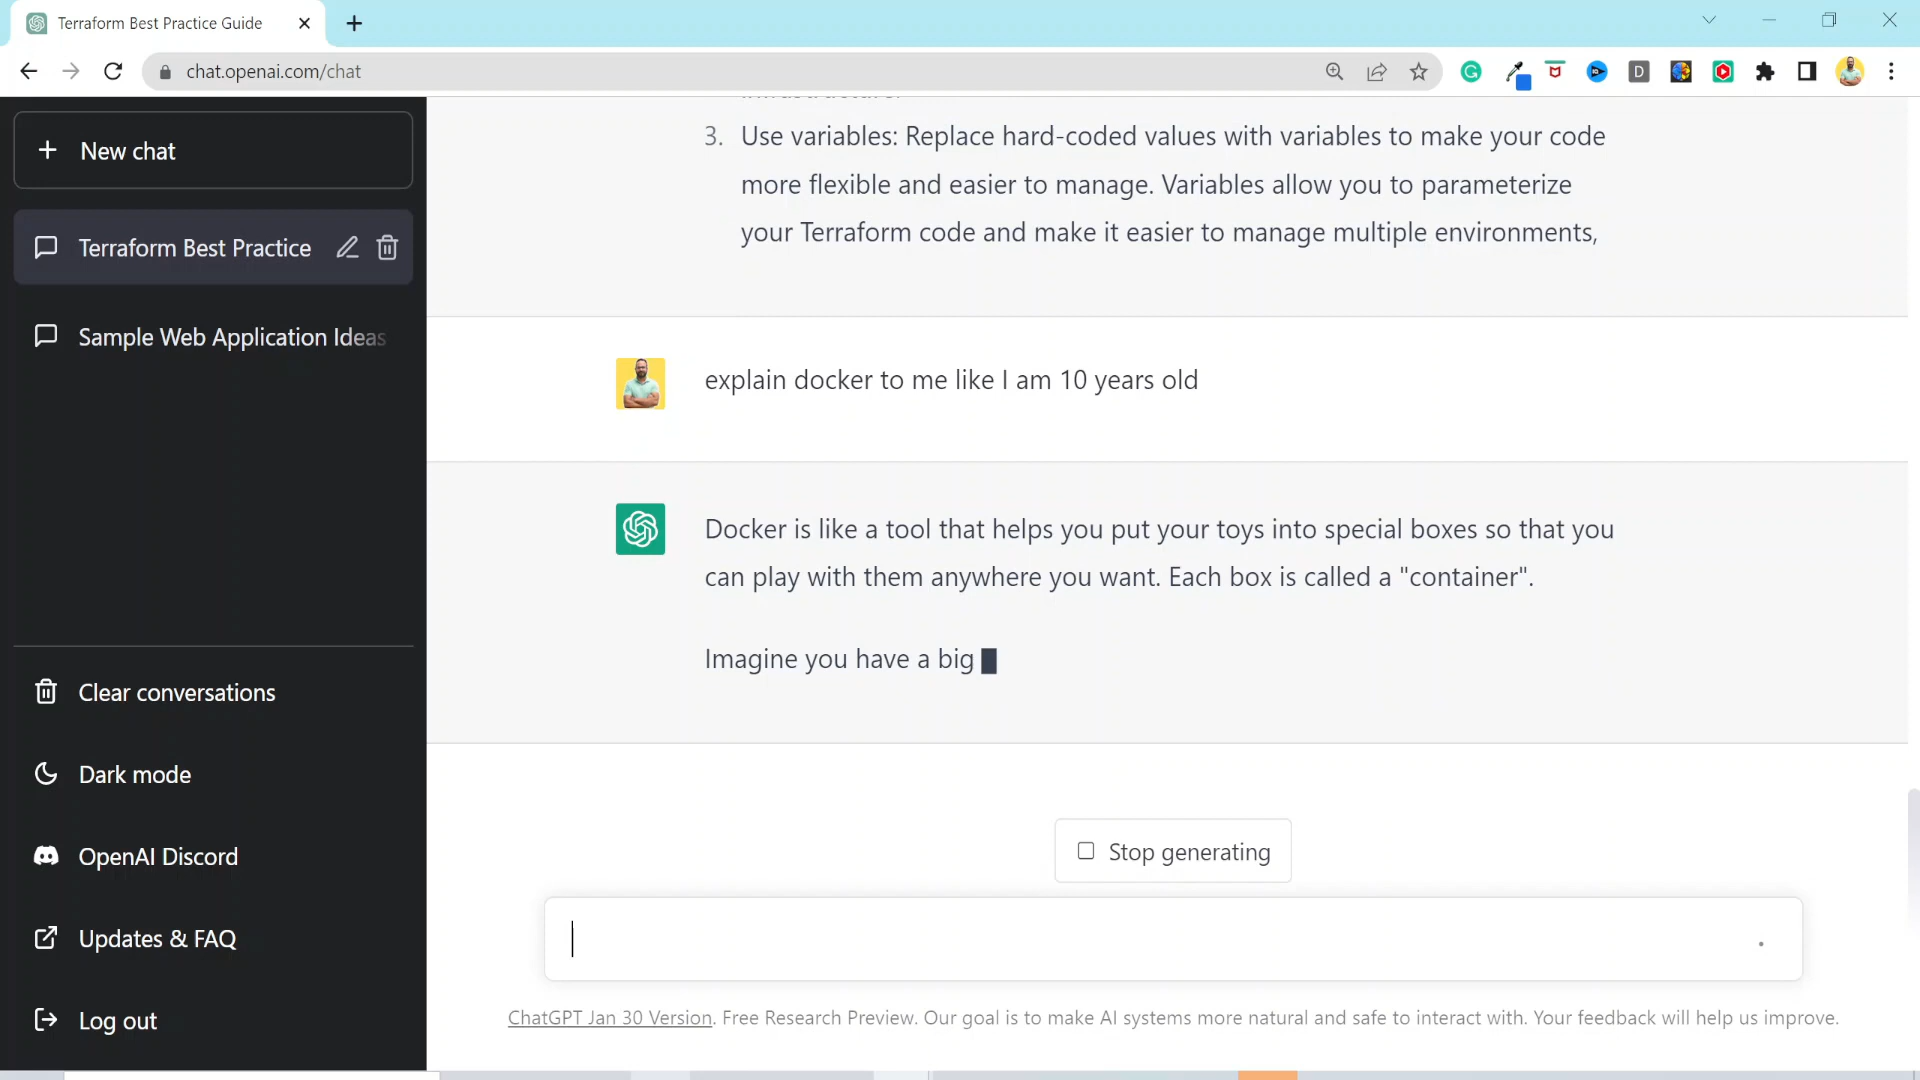 Terraform Best Practice Guide
chat.openai.com/chat
New chat
Terraform Best Practice
Sample Web Application Ideas
Clear conversations
Dark mode
OpenAI Discord
Updates & FAQ
Log out
3. Use variables: Replace hard-coded values with variables to make your code
more flexible and easier to manage. Variables allow you to parameterize
your Terraform code and make it easier to manage multiple environments,
explain docker to me like I am 10 years old
Docker is like a tool that helps you put your toys into special boxes so that you
can play with them anywhere you want. Each box is called a "container".
Imagine you have a big
Stop generating
ChatGPT Jan 30 Version. Free Research Preview. Our goal is to make AI systems more natural and safe to interact with. Your feedback will help us improve.